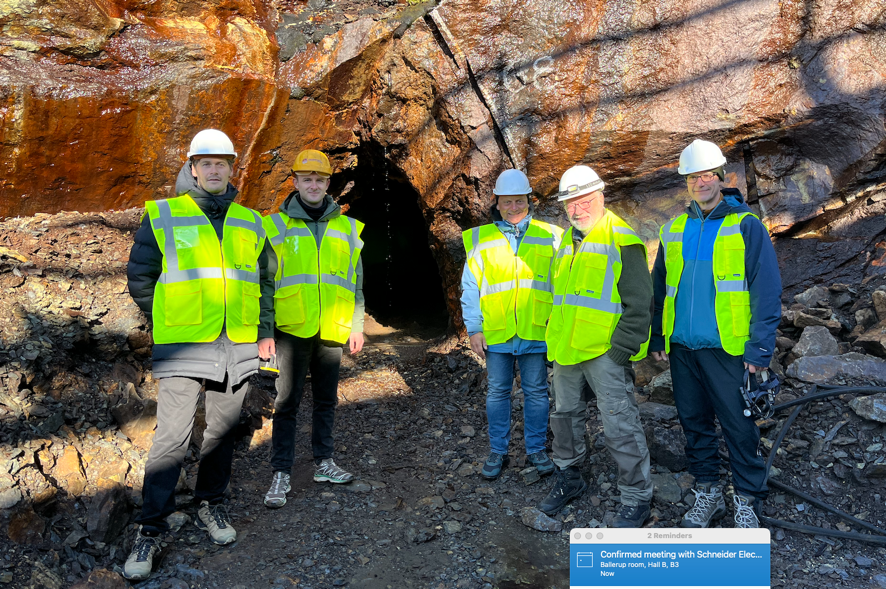 2 Reminders
Confirmed meeting with Schneider Elec...
Ballerup room, Hall B, B3
Now